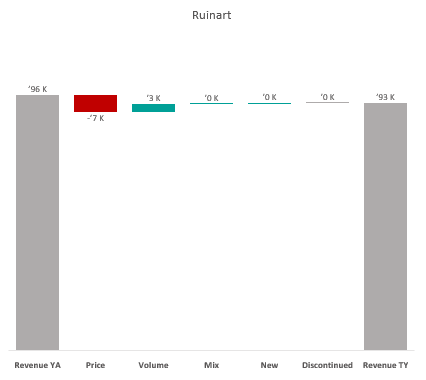 Ruinart
‘96 K
-‘7 K
‘3 K
‘0 K
‘0 K
‘0 K
‘93 K
Revenue YA
Price
Volume
Mix
New
Discontinued
Revenue TY